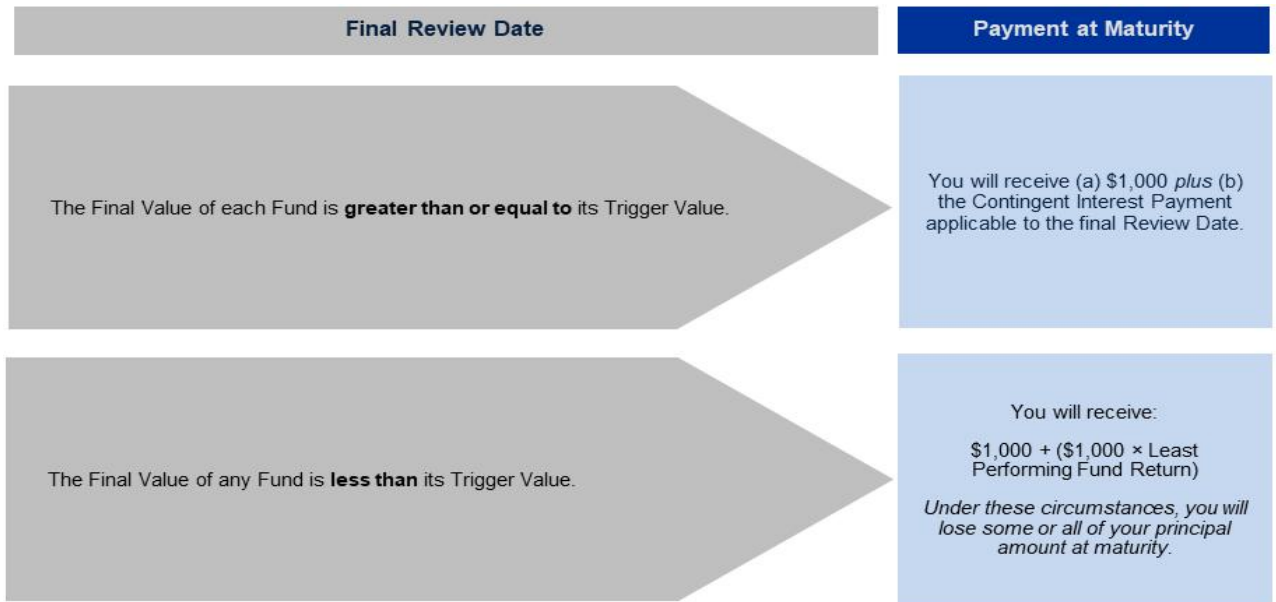 Final Review Date
Payment at Maturity
The Final Value of each Fund is greater than or equal to its Trigger Value.
You will receive (a) $1,000 plus (b)
the Contingent Interest Payment
applicable to the final Review Date.
The Final Value of any Fund is less than its Trigger Value.
You will receive:
$1,000 + ($1,000 × Least
Performing Fund Return)
Under these circumstances, you will
lose some or all of your principal
amount at maturity.